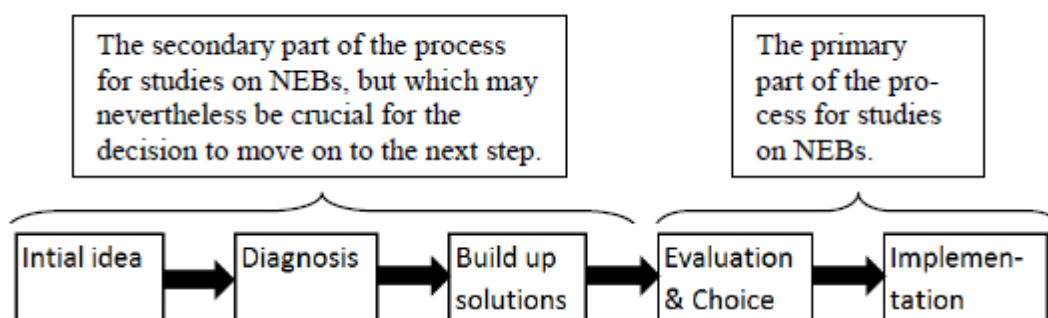 The secondary part of the process
for studies on NEBs, but which may
nevertheless be crucial for the
decision to move on to the next step.
The primary
part of the pro-
cess for studies
on NEBs.
Intial idea
Diagnosis
Build up
solutions
Evaluation
& Choice
Implemen-
tation